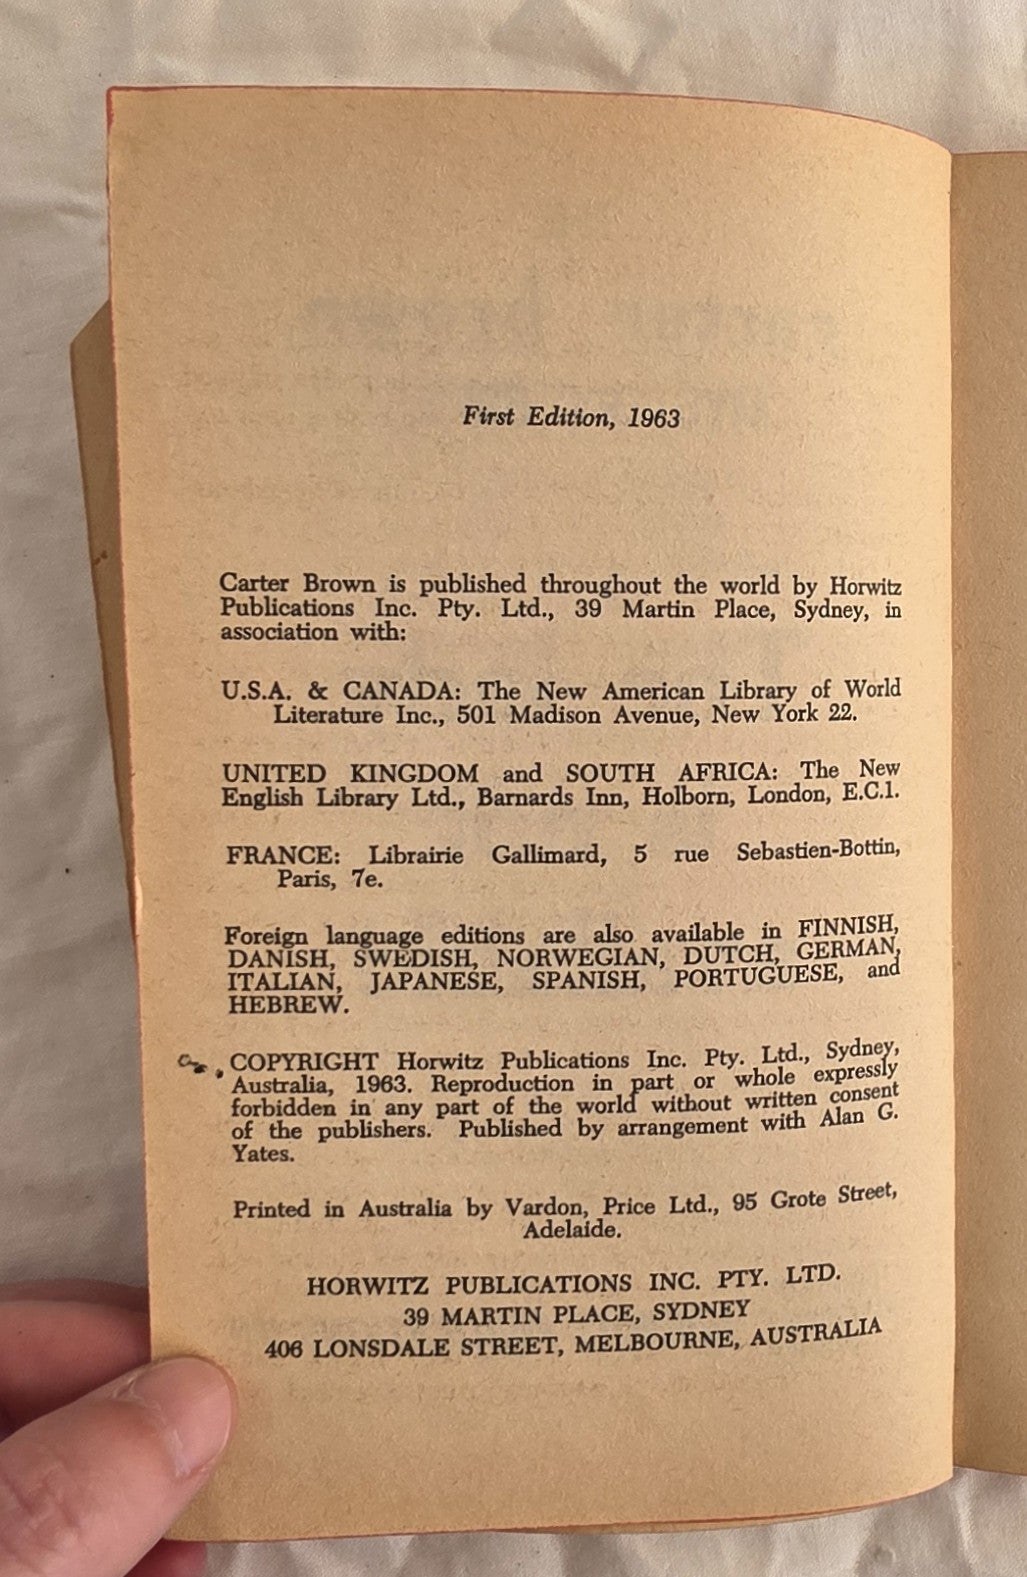 First Edition, 1963
Carter Brown is published throughout the world by Horwitz
Publications Inc. Pty. Ltd., 39 Martin Place, Sydney, in
association with:
U.S.A. & CANADA: The New American Library of World
Literature Inc., 501 Madison Avenue, New York 22.
UNITED KINGDOM and SOUTH AFRICA: The New
English Library Ltd., Barnards Inn, Holborn, London, E.C.1.
FRANCE: Librairie Gallimard, 5 rue Sebastien-Bottin,
Paris, 7e.
Foreign language editions are also available in FINNISH,
DANISH, SWEDISH, NORWEGIAN, DUTCH, GERMAN,
ITALIAN, JAPANESE, SPANISH, PORTUGUESE, and
HEBREW.
COPYRIGHT Horwitz Publications Inc. Pty. Ltd., Sydney,
Australia, 1963. Reproduction in part or whole expressly
forbidden in any part of the world without written consent
of the publishers. Published by arrangement with Alan G.
Yates.
Printed in Australia by Vardon, Price Ltd., 95 Grote Street,
Adelaide.
HORWITZ PUBLICATIONS INC. PTY. LTD.
39 MARTIN PLACE, SYDNEY
406 LONSDALE STREET, MELBOURNE, AUSTRALIA